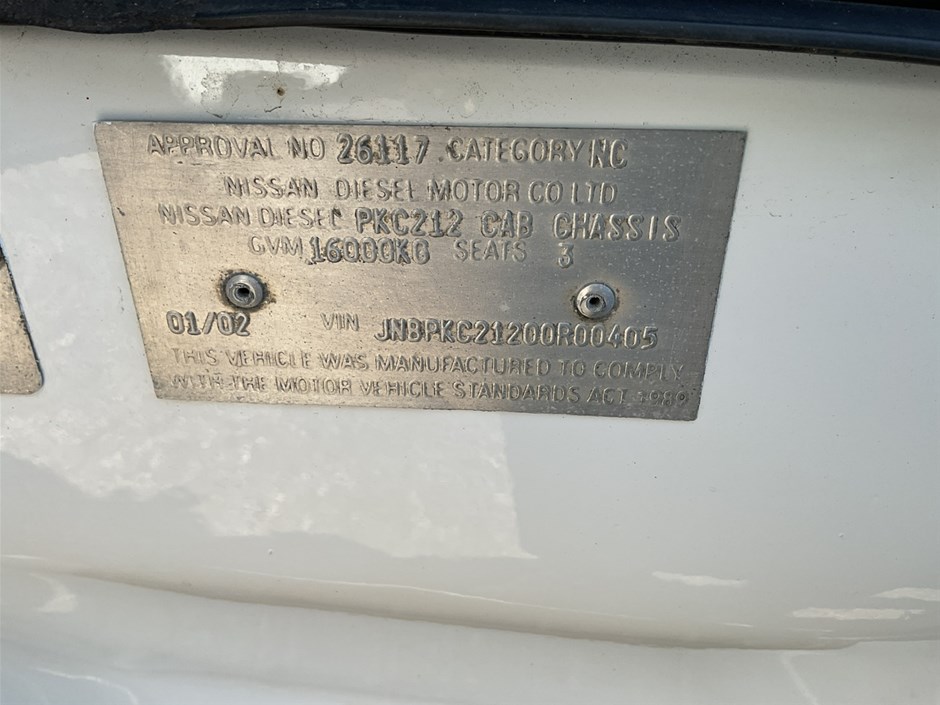 APPROVAL NO 26117 CATEGORY NC
NISSAN DIESEL MOTOR CO LTD
NISSAN DIESEL PKC212 CAB CHASSIS
GVM 16000KG SEATS 3
01/02 VIN JNBPKC21200R00405
THIS VEHICLE WAS MANUFACTURED TO COMPLY
WITH THE MOTOR VEHICLE STANDARDS ACT 1989